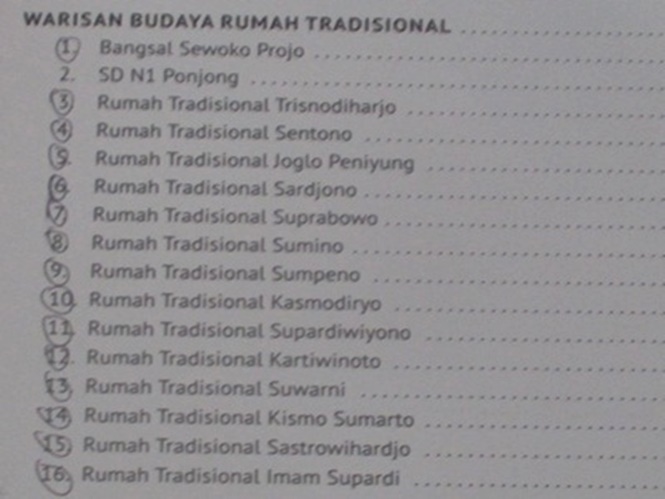 WARISAN BUDAYA RUMAH TRADISIONAL ........................
1. Bangsal Sewoko Projo ........................................
2. SD N1 Ponjong ................................................
3. Rumah Tradisional Trisnodiharjo .............................
4. Rumah Tradisional Sentono ..................................
5. Rumah Tradisional Joglo Peniyung ...........................
6. Rumah Tradisional Sardjono .................................
7. Rumah Tradisional Suprabowo ...............................
8. Rumah Tradisional Sumino ...................................
9. Rumah Tradisional Sumpeno .................................
10. Rumah Tradisional Kasmodiryo ..............................
11. Rumah Tradisional Supardiwiyono ..........................
12. Rumah Tradisional Kartiwinoto .............................
13. Rumah Tradisional Suwarni .................................
14. Rumah Tradisional Kismo Sumarto ..........................
15. Rumah Tradisional Sastrowihardjo ..........................
16. Rumah Tradisional Imam Supardi ...........................